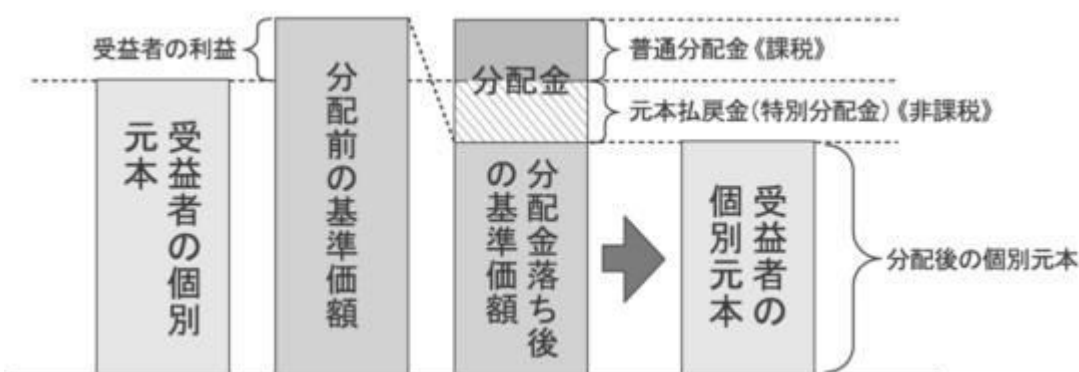 受益者の利益
受益者の個別
元本
分配前の基準価額
分配金
分配金落ち後
の基準価額
普通分配金《課税》
元本払戻金(特別分配金)《非課税》
受益者の
個別元本
分配後の個別元本